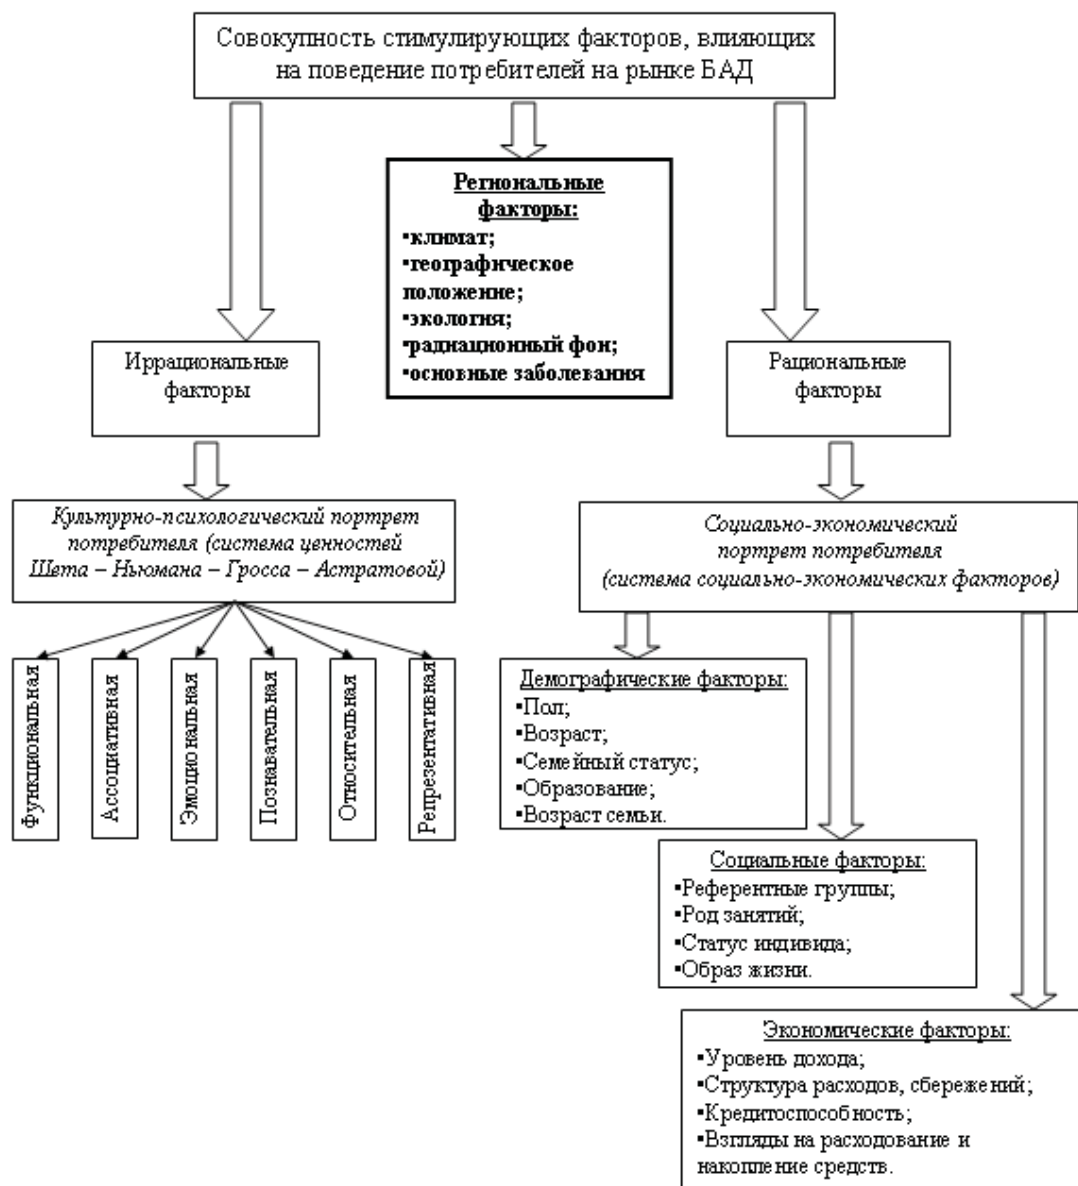 Совокупность стимулирующих факторов, влияющих
на поведение потребителей на рынке БАД
Региональные
факторы:
▪климат;
▪географическое
положение;
▪экология;
▪радиационный фон;
▪основные заболевания
Иррациональные
факторы
Рациональные
факторы
Культурно-психологический портрет
потребителя (система ценностей
Шета – Ньюмана – Гросса – Астратовой)
Социально-экономический
портрет потребителя
(система социально-экономических факторов)
Функциональная
Ассоциативная
Эмоциональная
Познавательная
Относительная
Репрезентативная
Демографические факторы:
▪Пол;
▪Возраст;
▪Семейный статус;
▪Образование;
▪Возраст семьи.
Социальные факторы:
▪Референтные группы;
▪Род занятий;
▪Статус индивида;
▪Образ жизни.
Экономические факторы:
▪Уровень дохода;
▪Структура расходов, сбережений;
▪Кредитоспособность;
▪Взгляды на расходование и
накопление средств.